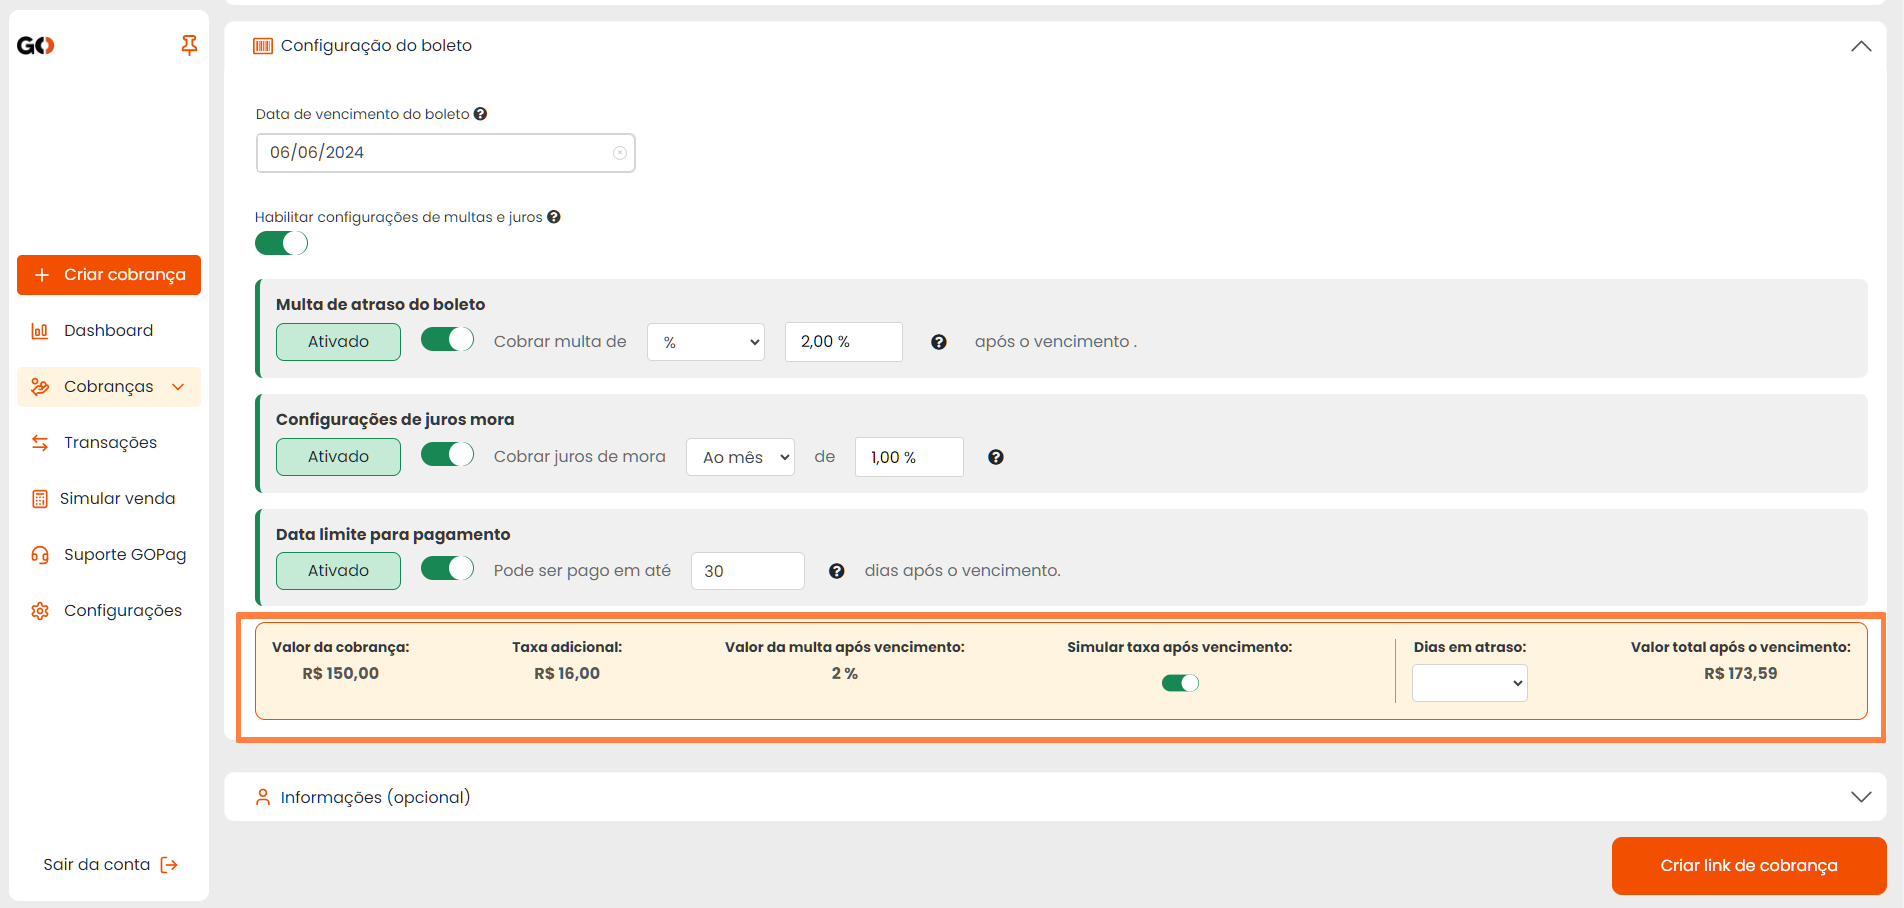 GO
Criar cobrança
Dashboard
Cobranças
Transações
Simular venda
Suporte GOPag
Configurações
Sair da conta
Configuração do boleto
Data de vencimento do boleto ?
06/06/2024
Habilitar configurações de multas e juros ?
Multa de atraso do boleto
Ativado Cobrar multa de % 2,00 % ? após o vencimento .
Configurações de juros mora
Ativado Cobrar juros de mora Ao mês de 1,00 % ?
Data limite para pagamento
Ativado Pode ser pago em até 30 ? dias após o vencimento.
Valor da cobrança: Taxa adicional: Valor da multa após vencimento: Simular taxa após vencimento: Dias em atraso: Valor total após o vencimento:
R$ 150,00 R$ 16,00 2 % R$ 173,59
Informações (opcional)
Criar link de cobrança